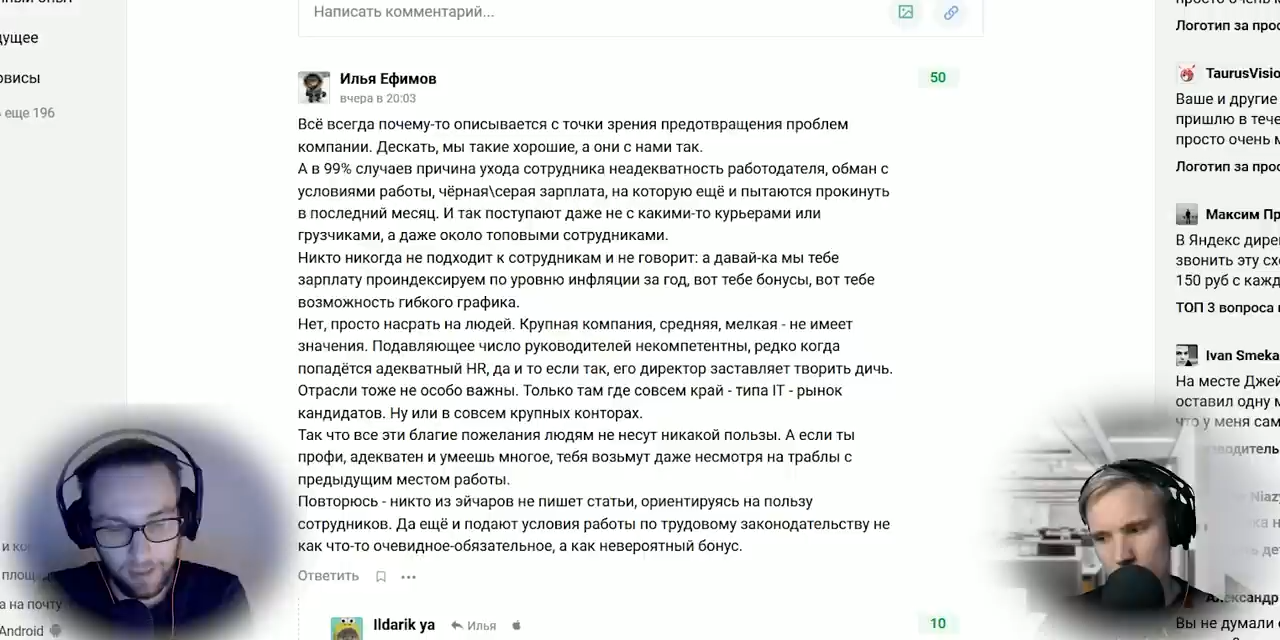 Написать комментарий...
дущее
рвисы
еще 196
Илья Ефимов
50
вчера в 20:03
Всё всегда почему-то описывается с точки зрения предотвращения проблем
компании. Дескать, мы такие хорошие, а они с нами так.
А в 99% случаев причина ухода сотрудника неадекватность работодателя, обман с
условиями работы, чёрная\серая зарплата, на которую ещё и пытаются прокинуть
в последний месяц. И так поступают даже не с какими-то курьерами или
грузчиками, а даже около топовыми сотрудниками.
Никто никогда не подходит к сотрудникам и не говорит: а давай-ка мы тебе
зарплату проиндексируем по уровню инфляции за год, вот тебе бонусы, вот тебе
возможность гибкого графика.
Нет, просто насрать на людей. Крупная компания, средняя, мелкая - не имеет
значения. Подавляющее число руководителей некомпетентны, редко когда
попадётся адекватный HR, да и то если так, его директор заставляет творить дичь.
Отрасли тоже не особо важны. Только там где совсем край - типа IT - рынок
кандидатов. Ну или в совсем крупных конторах.
Так что все эти благие пожелания людям не несут никакой пользы. А если ты
профи, адекватен и умеешь многое, тебя возьмут даже несмотря на траблы с
предыдущим местом работы.
Повторюсь - никто из эйчаров не пишет статьи, ориентируясь на пользу
сотрудников. Да ещё и подают условия работы по трудовому законодательству не
как что-то очевидное-обязательное, а как невероятный бонус.
Ответить
Ildarik ya
Илья
10
а на почту
Android
Логотип за прос
TaurusVisio
Ваше и другие
пришлю в тече
просто очень м
Логотип за прос
Максим Пр
В Яндекс дире
звонить эту сх
150 руб с кажд
ТОП 3 вопроса
Ivan Smeka
На месте Джей
оставил одну м
что у меня сам
водитель
Niaz
Александр
Вы не думали